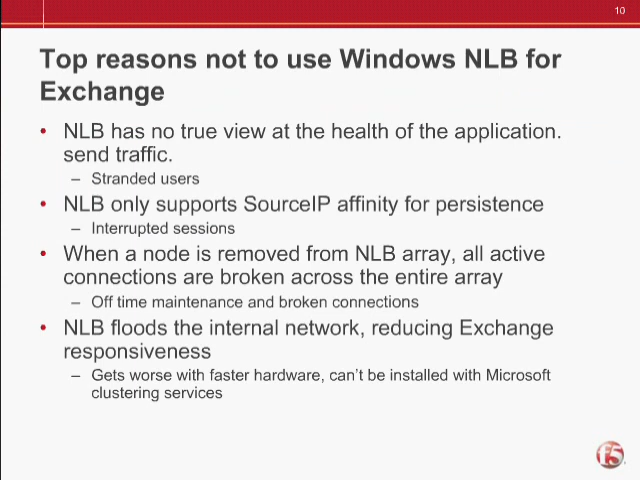 10
Top reasons not to use Windows NLB for
Exchange
• NLB has no true view at the health of the application.
send traffic.
– Stranded users
• NLB only supports SourceIP affinity for persistence
– Interrupted sessions
• When a node is removed from NLB array, all active
connections are broken across the entire array
– Off time maintenance and broken connections
• NLB floods the internal network, reducing Exchange
responsiveness
– Gets worse with faster hardware, can’t be installed with Microsoft
clustering services
f5